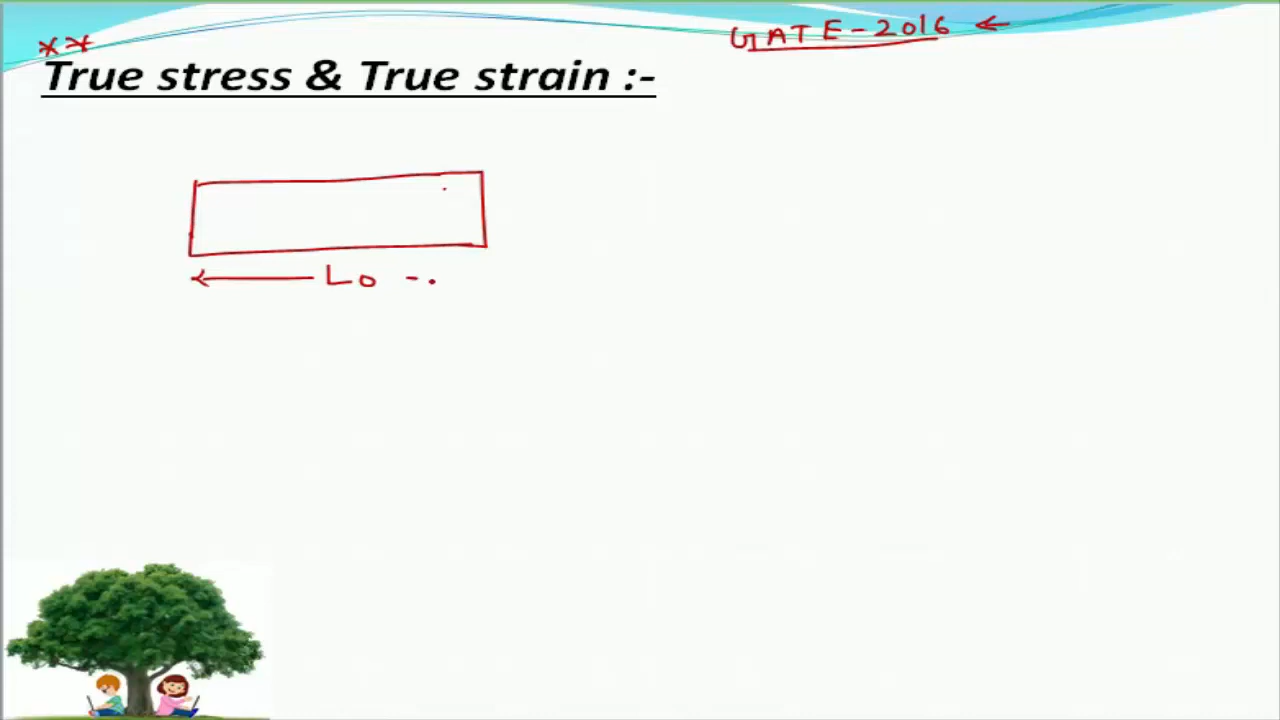 GATE-2016 ←
** 
True stress & True strain :-
Lo